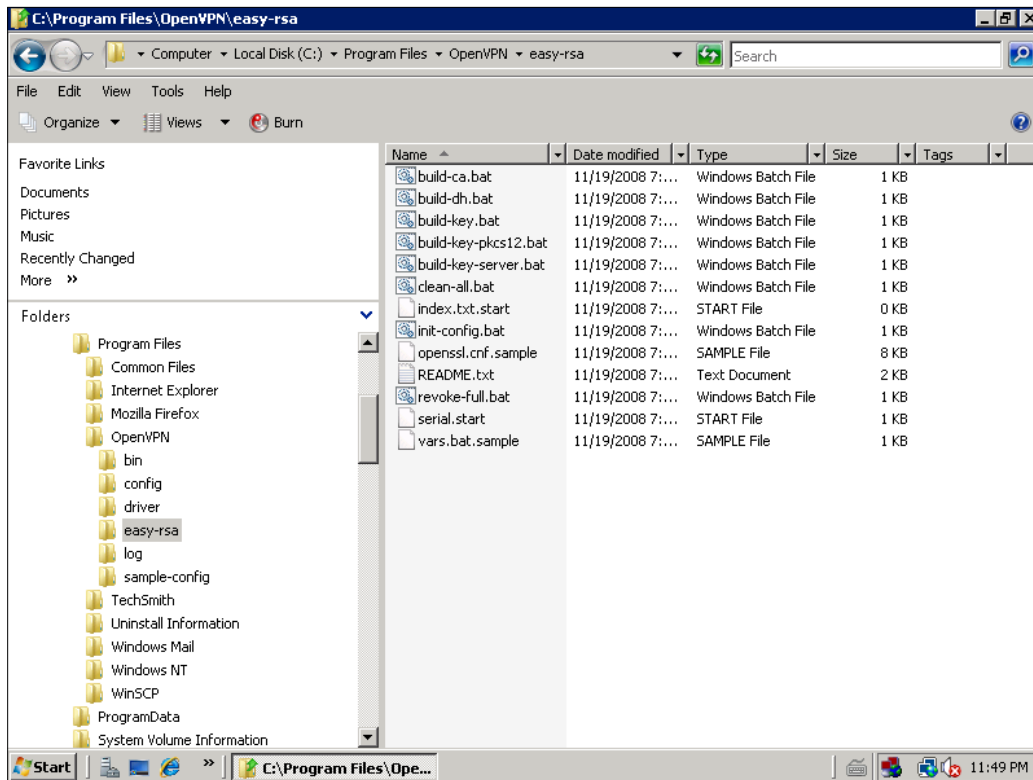 C:\Program Files\OpenVPN\easy-rsa
Computer Local Disk (C:) Program Files OpenVPN easy-rsa Search
File Edit View Tools Help
Organize Views Burn
Favorite Links
Documents
Pictures
Music
Recently Changed
More »
Folders
Program Files
Common Files
Internet Explorer
Mozilla Firefox
OpenVPN
bin
config
driver
easy-rsa
log
sample-config
TechSmith
Uninstall Information
Windows Mail
Windows NT
WinSCP
ProgramData
System Volume Information
Name Date modified Type Size Tags
build-ca.bat 11/19/2008 7:... Windows Batch File 1 KB
build-dh.bat 11/19/2008 7:... Windows Batch File 1 KB
build-key.bat 11/19/2008 7:... Windows Batch File 1 KB
build-key-pkcs12.bat 11/19/2008 7:... Windows Batch File 1 KB
build-key-server.bat 11/19/2008 7:... Windows Batch File 1 KB
clean-all.bat 11/19/2008 7:... Windows Batch File 1 KB
index.txt.start 11/19/2008 7:... START File 0 KB
init-config.bat 11/19/2008 7:... Windows Batch File 1 KB
openssl.cnf.sample 11/19/2008 7:... SAMPLE File 8 KB
README.txt 11/19/2008 7:... Text Document 2 KB
revoke-full.bat 11/19/2008 7:... Windows Batch File 1 KB
serial.start 11/19/2008 7:... START File 1 KB
vars.bat.sample 11/19/2008 7:... SAMPLE File 1 KB
Start » C:\Program Files\Ope... 11:49 PM